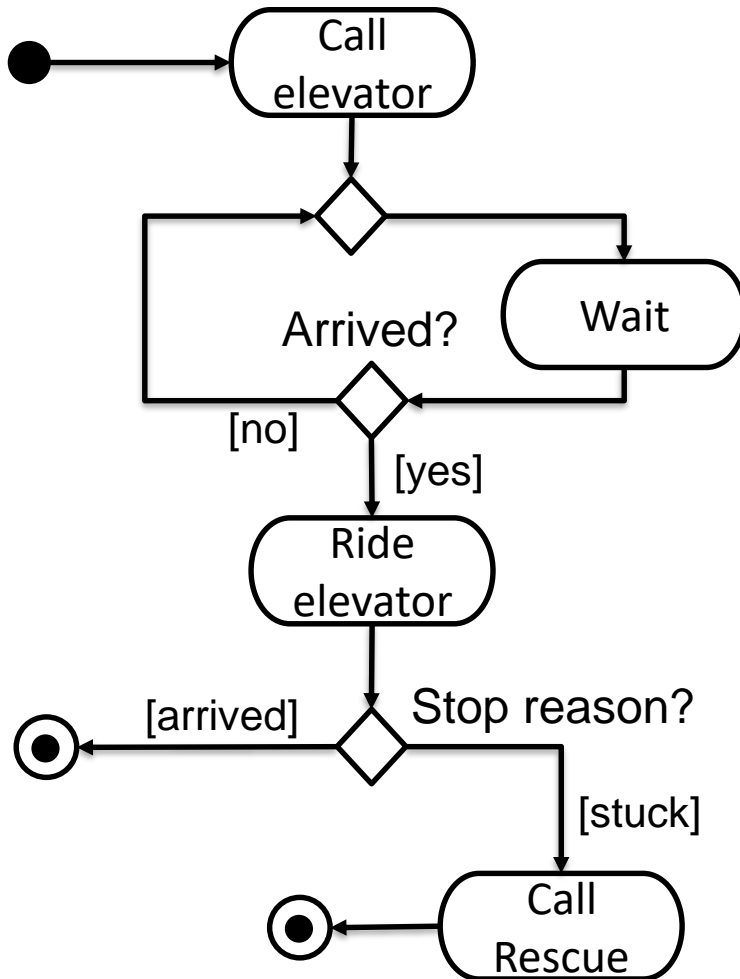 Call
elevator
Wait
Arrived?
[no]
[yes]
Ride
elevator
[arrived]
Stop reason?
[stuck]
Call
Rescue